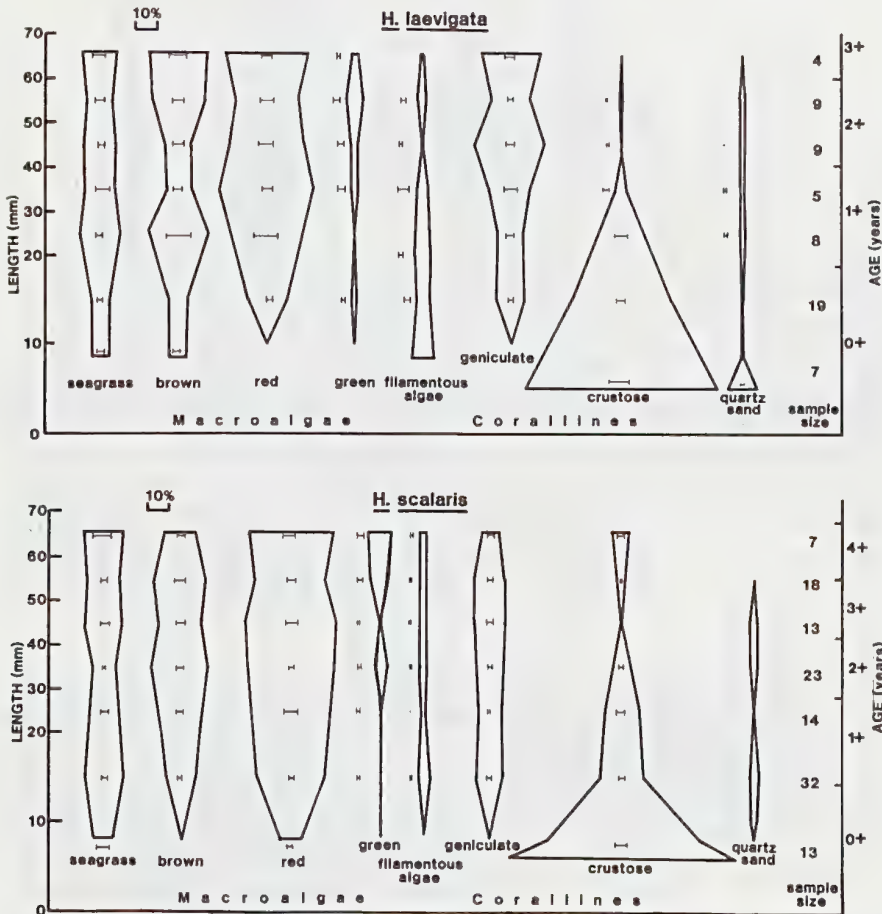 10%
H. laevigata
70
60
50
40
30
20
10
0
LENGTH (mm)
3+
2+
1+
0+
AGE (years)
4
9
9
5
8
19
7
sample size
seagrass
brown
red
green
filamentous algae
geniculate
crustose
quartz sand
Macroalgae
Corallines
10%
H. scalaris
70
60
50
40
30
20
10
0
LENGTH (mm)
4+
3+
2+
1+
0+
AGE (years)
7
18
13
23
14
32
13
sample size
seagrass
brown
red
green
filamentous algae
geniculate
crustose
quartz sand
Macroalgae
Corallines